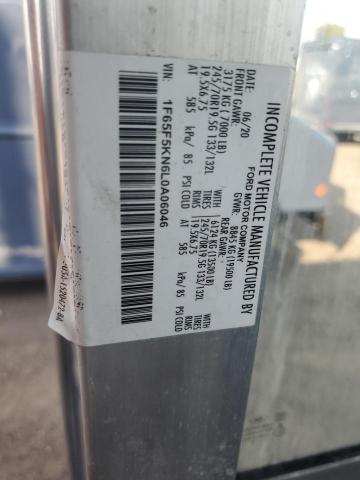 INCOMPLETE VEHICLE MANUFACTURED BY
FORD MOTOR COMPANY
DATE: 06/20 GVWR: 8845 KG (19500 LB)
FRONT GAWR: REAR GAWR:
3175 KG (7000 LB) WITH 6124 KG (13500 LB) WITH
245/70R19.5G 133/132L TIRES 245/70R19.5G 133/132L TIRES
19.5X6.75 RIMS 19.5X6.75 RIMS
AT 585 kPa/ 85 PSI COLD AT 585 kPa/ 85 PSI COLD
VIN: 1F65F5KN6L0A06046